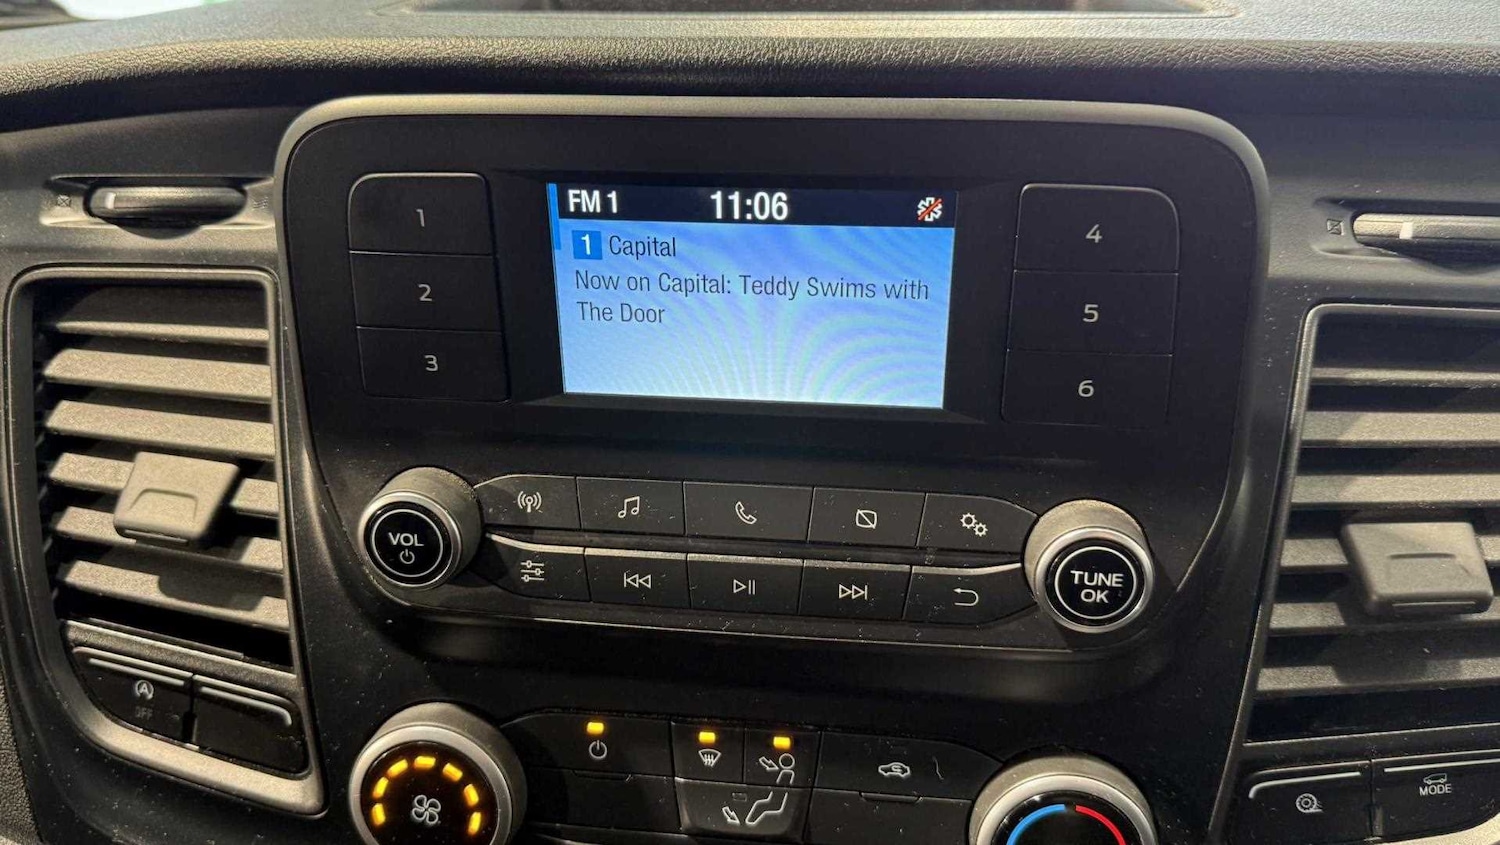 FM 1 11:06
1 Capital
Now on Capital: Teddy Swims with
The Door
1
2
3
4
5
6
VOL
TUNE
OK
A
OFF
MODE